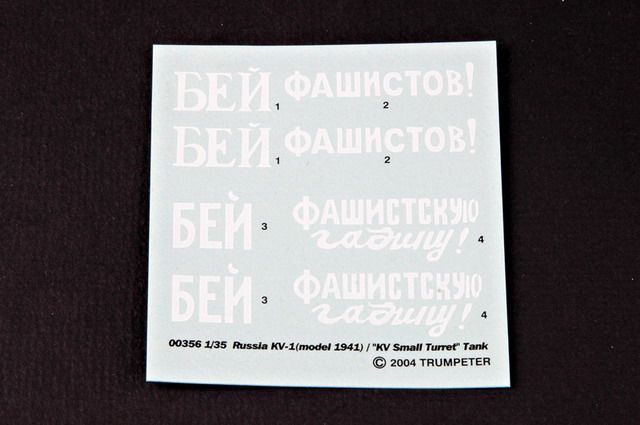 БЕЙ 1 ФАШИСТОВ! 2
БЕЙ 1 ФАШИСТОВ! 2
БЕЙ 3 ФАШИСТСКУЮ
гадину! 4
БЕЙ 3 ФАШИСТСКУЮ
гадину! 4
00356 1/35 Russia KV-1(model 1941) / "KV Small Turret" Tank
© 2004 TRUMPETER